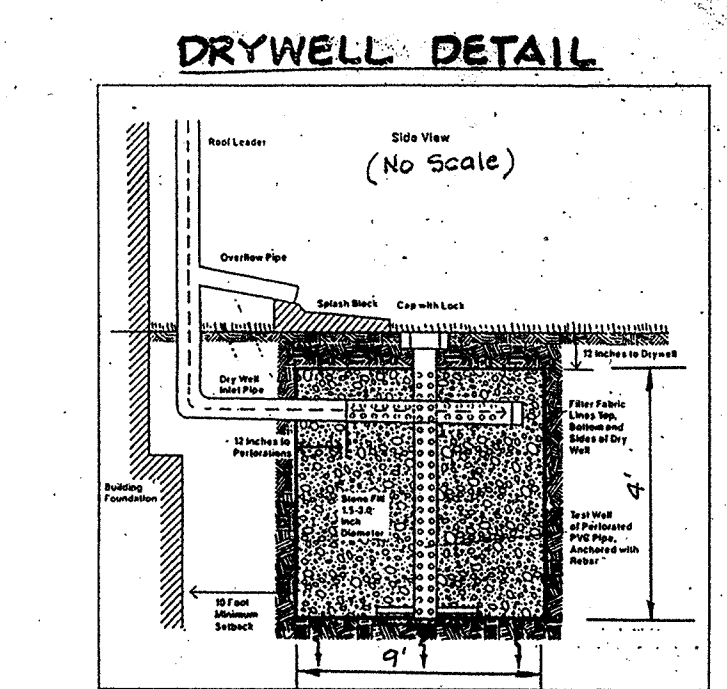 DRYWELL DETAIL
Side View
(No Scale)
Roof Leader
Overflow Pipe
Splash Block
Cap with Lock
12 Inches to Drywell
Dry Well
Inlet Pipe
Filter Fabric
Lines Top,
Bottom and
Sides of Dry
Well
12 Inches to
Perforations
4'
Building
Foundation
Stone Fill
1.5-3.0
Inch
Diameter
Test Well
of Perforated
PVC Pipe,
Anchored with
Rebar
10 Foot
Minimum
Setback
9'